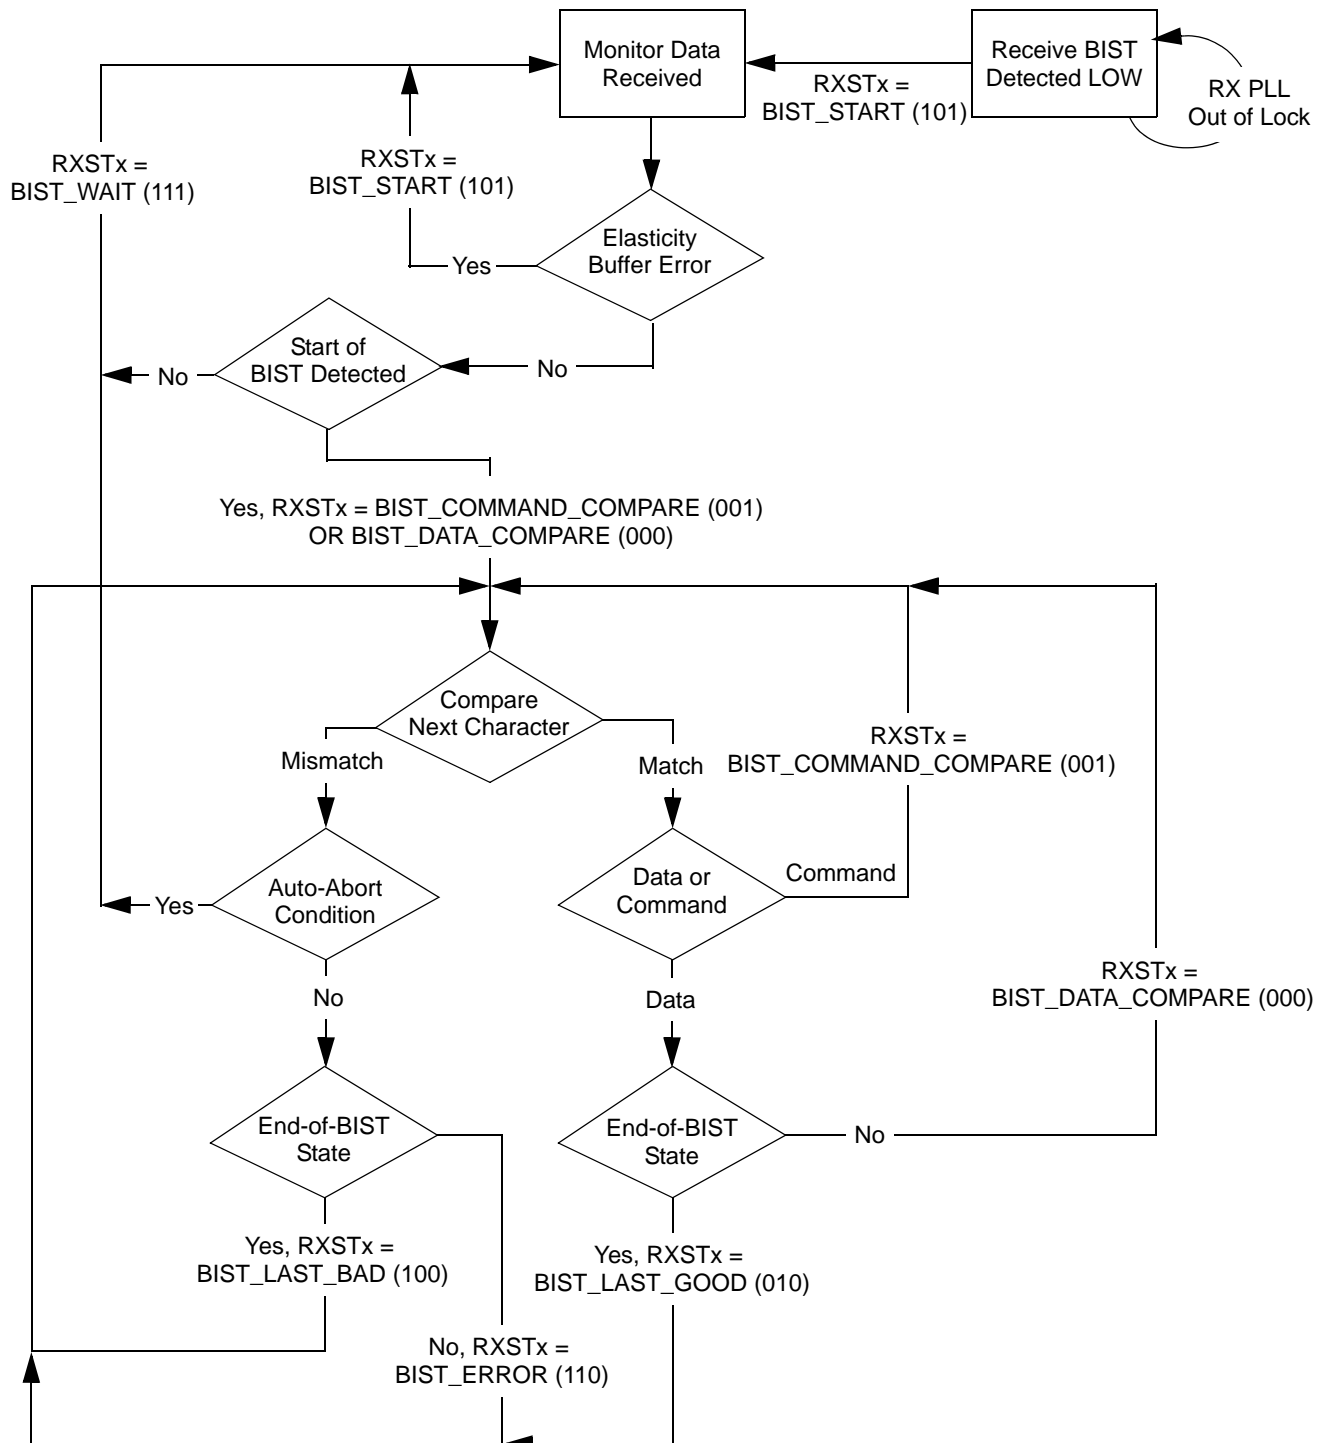 Monitor Data
Received
Receive BIST
Detected LOW
RX PLL
Out of Lock
RXSTx =
BIST_START (101)
RXSTx =
BIST_WAIT (111)
RXSTx =
BIST_START (101)
Elasticity
Buffer Error
Yes
Start of
BIST Detected
No
No
Yes, RXSTx = BIST_COMMAND_COMPARE (001)
OR BIST_DATA_COMPARE (000)
Compare
Next Character
Mismatch
Match
RXSTx =
BIST_COMMAND_COMPARE (001)
Auto-Abort
Condition
Yes
Data or
Command
Command
No
Data
RXSTx =
BIST_DATA_COMPARE (000)
End-of-BIST
State
End-of-BIST
State
No
Yes, RXSTx =
BIST_LAST_BAD (100)
Yes, RXSTx =
BIST_LAST_GOOD (010)
No, RXSTx =
BIST_ERROR (110)